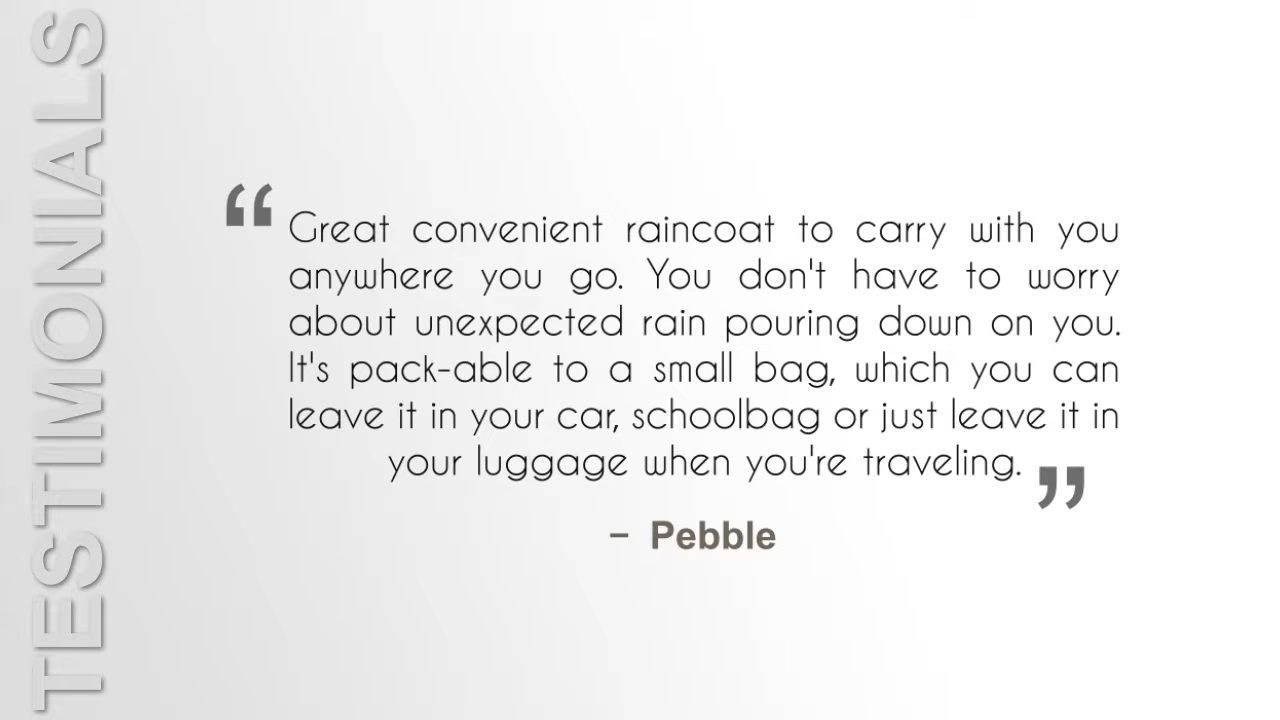 TESTIMONIALS
“ Great convenient raincoat to carry with you
anywhere you go. You don't have to worry
about unexpected rain pouring down on you.
It's pack-able to a small bag, which you can
leave it in your car, schoolbag or just leave it in
your luggage when you're traveling. ”
– Pebble